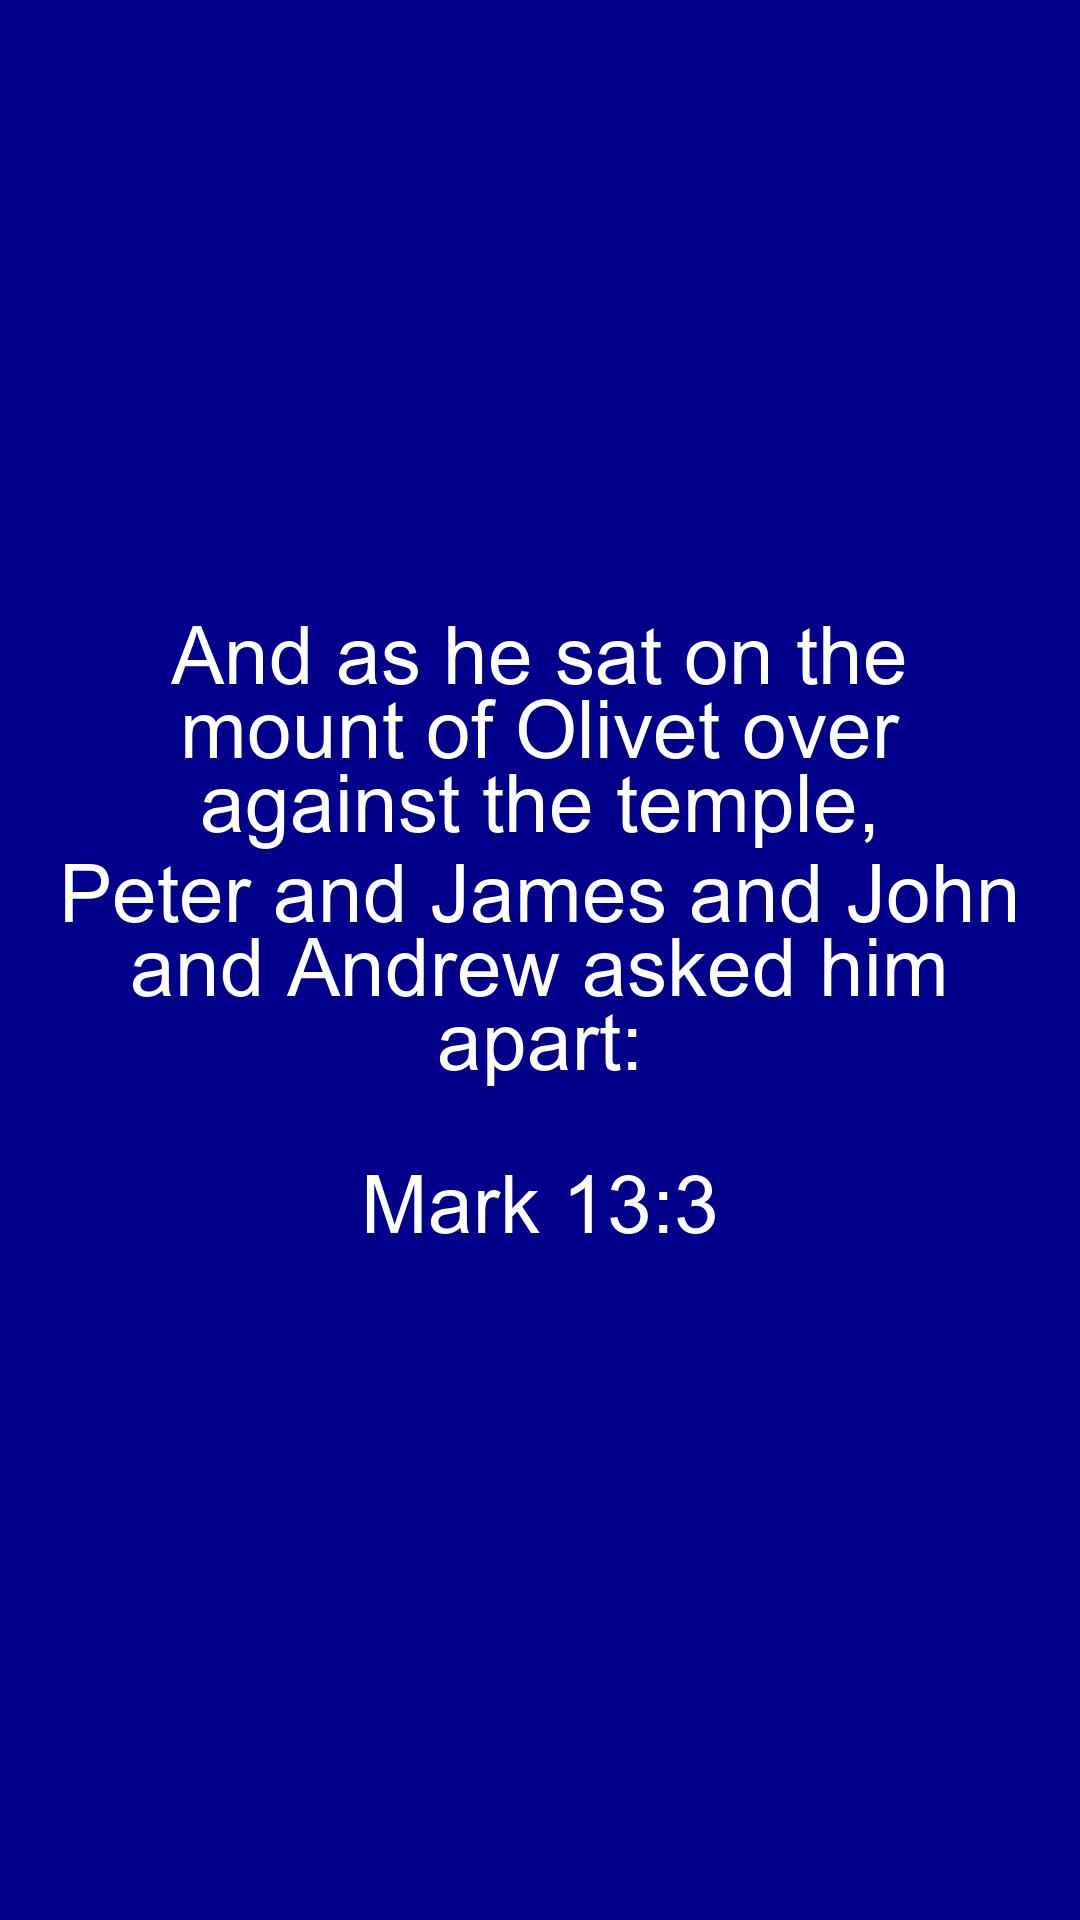 And as he sat on the
mount of Olivet over
against the temple,
Peter and James and John
and Andrew asked him
apart:
Mark 13:3